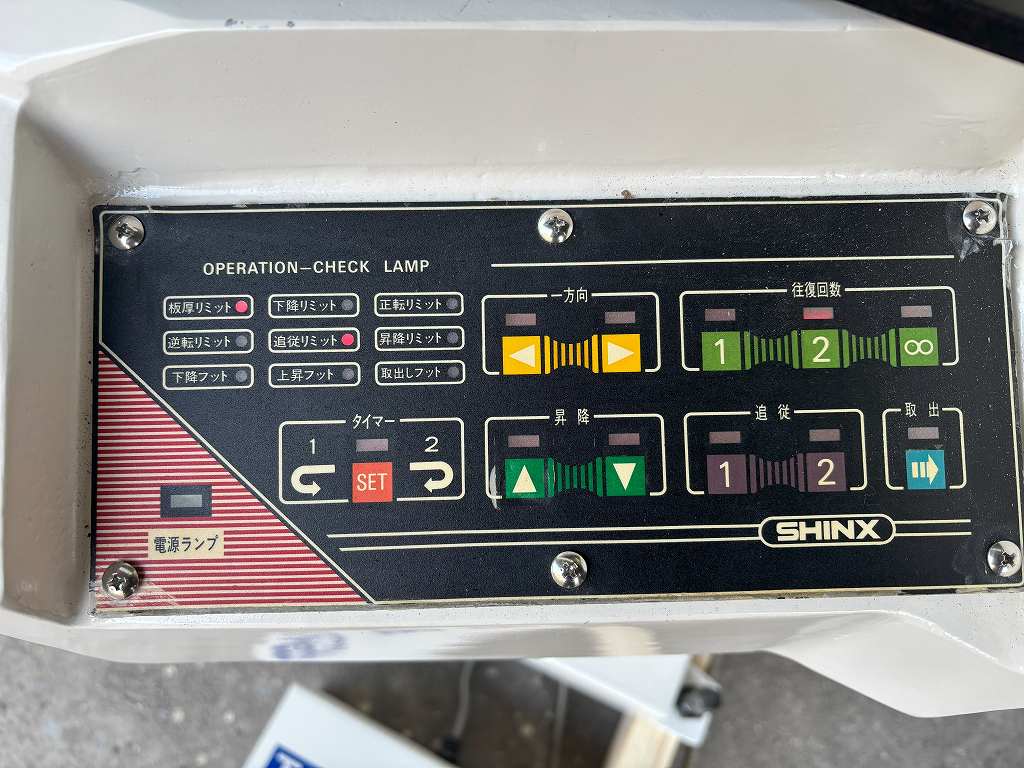 OPERATION-CHECK LAMP
板厚リミット 下降リミット 正転リミット
逆転リミット 追従リミット 昇降リミット
下降フット 上昇フット 取出しフット
一方向
往復回数
1 2 ∞
タイマー
1 2
SET
昇降
追従
1 2
取出
電源ランプ
SHINX